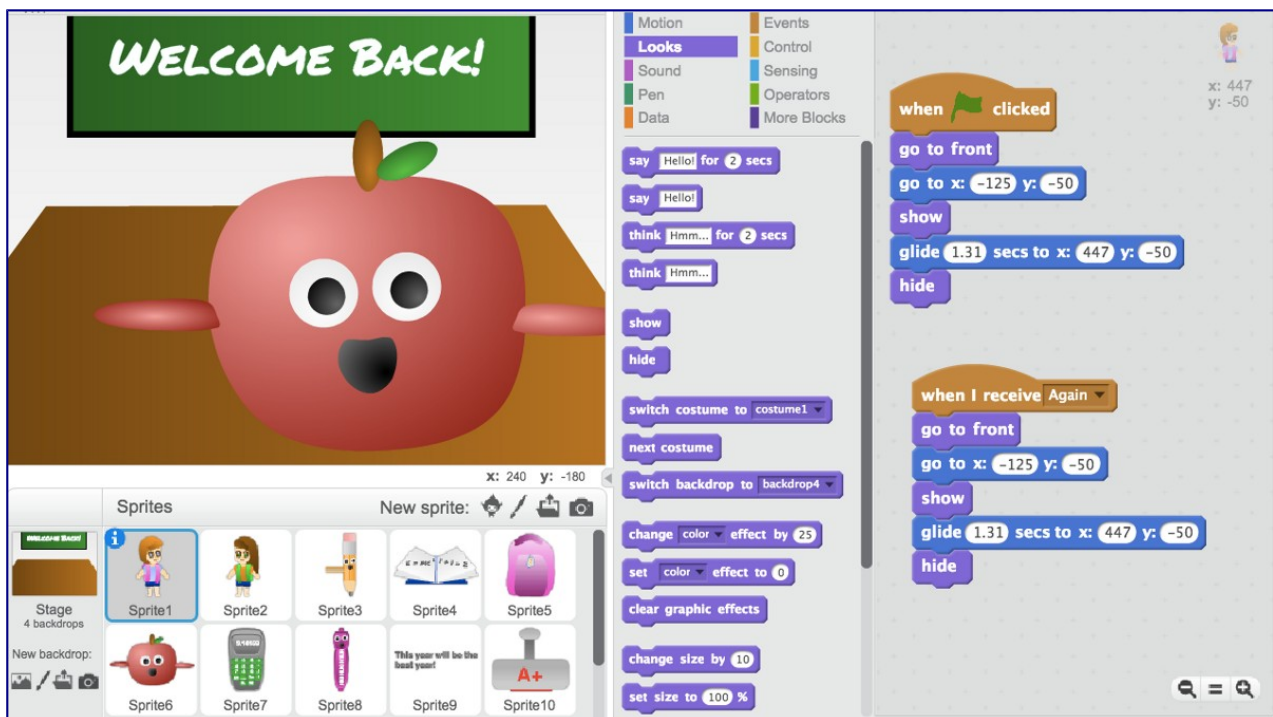 WELCOME BACK!
x: 240 y: -180
Sprites
New sprite:
WELCOME BACK!
Stage
4 backdrops
New backdrop:
Sprite1
Sprite2
Sprite3
Sprite4
Sprite5
Sprite6
Sprite7
Sprite8
This year will be the
best year!
Sprite9
A+
Sprite10
Motion
Looks
Sound
Pen
Data
Events
Control
Sensing
Operators
More Blocks
say Hello! for 2 secs
say Hello!
think Hmm... for 2 secs
think Hmm...
show
hide
switch costume to costume1
next costume
switch backdrop to backdrop4
change color effect by 25
set color effect to 0
clear graphic effects
change size by 10
set size to 100 %
x: 447
y: -50
when clicked
go to front
go to x: -125 y: -50
show
glide 1.31 secs to x: 447 y: -50
hide
when I receive Again
go to front
go to x: -125 y: -50
show
glide 1.31 secs to x: 447 y: -50
hide